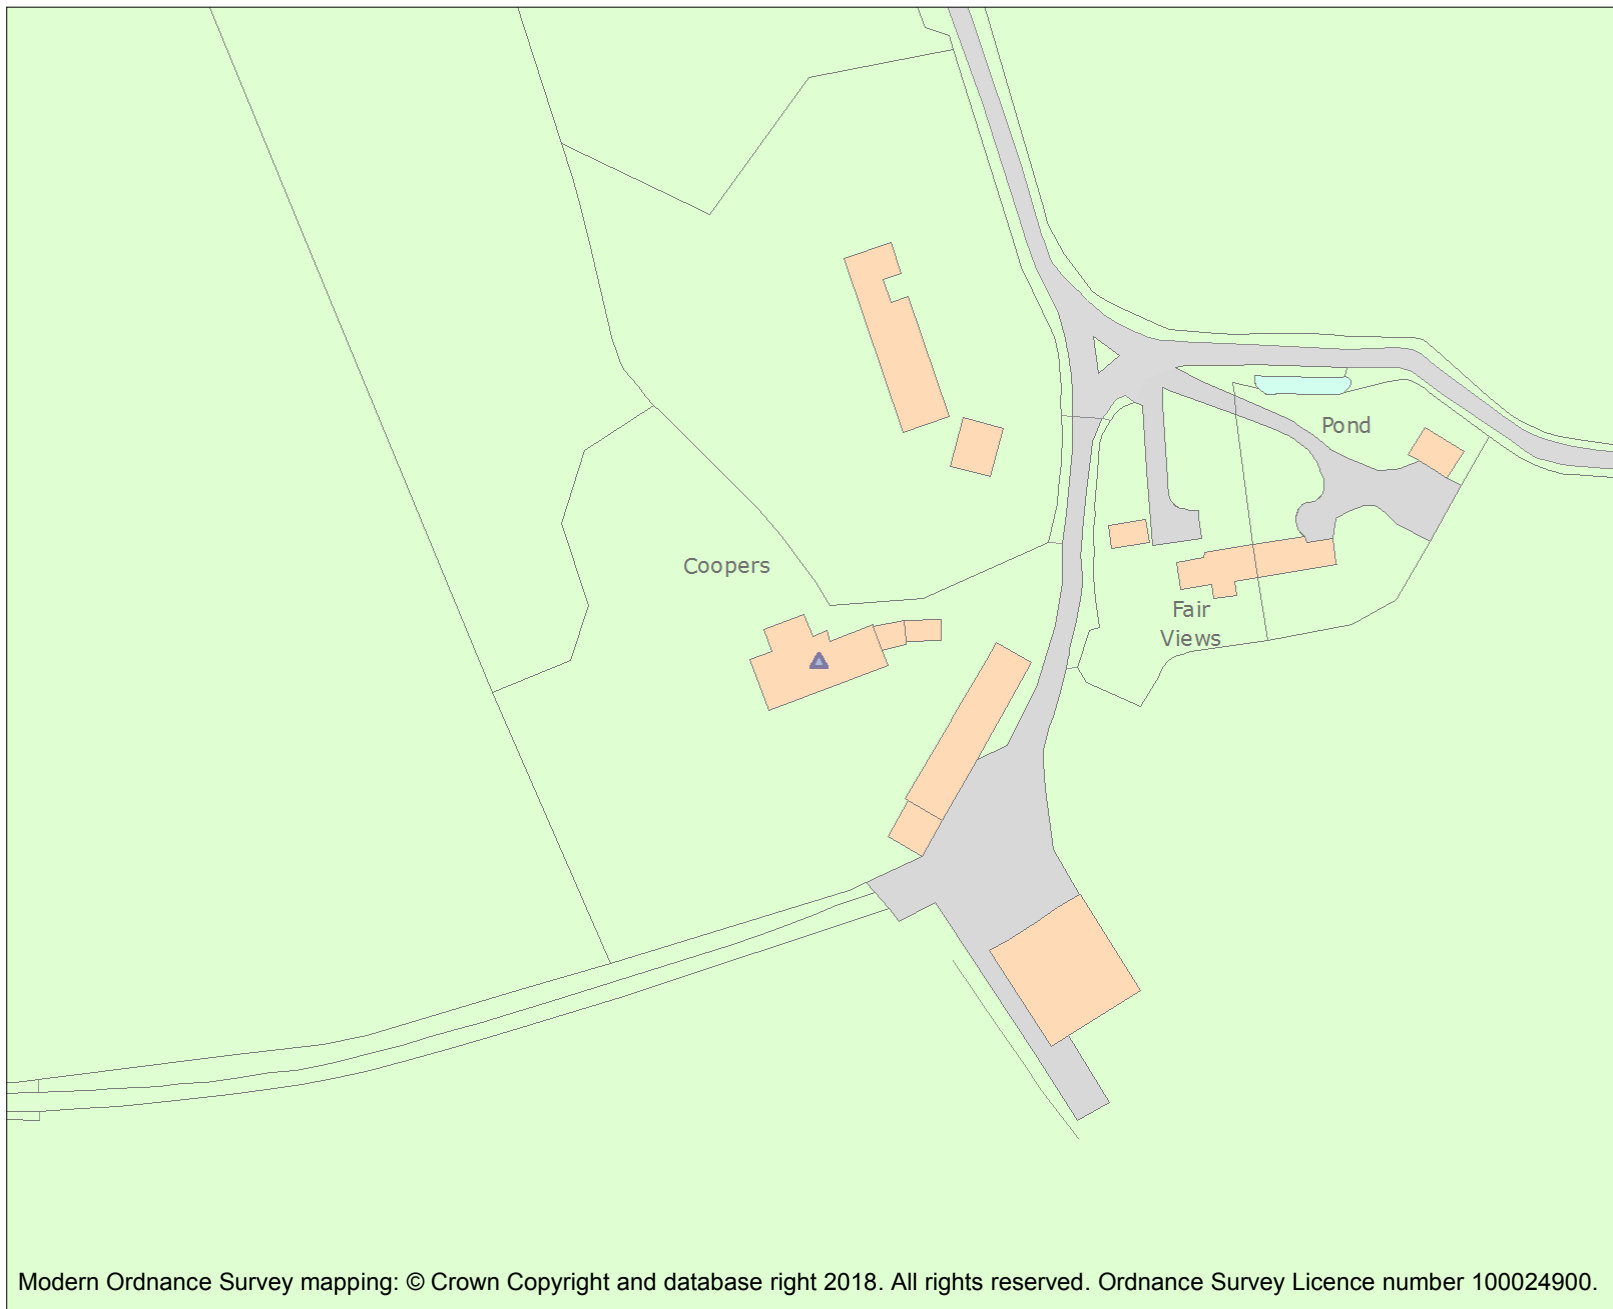 Pond
Coopers
Fair
Views
Modern Ordnance Survey mapping: © Crown Copyright and database right 2018. All rights reserved. Ordnance Survey Licence number 100024900.